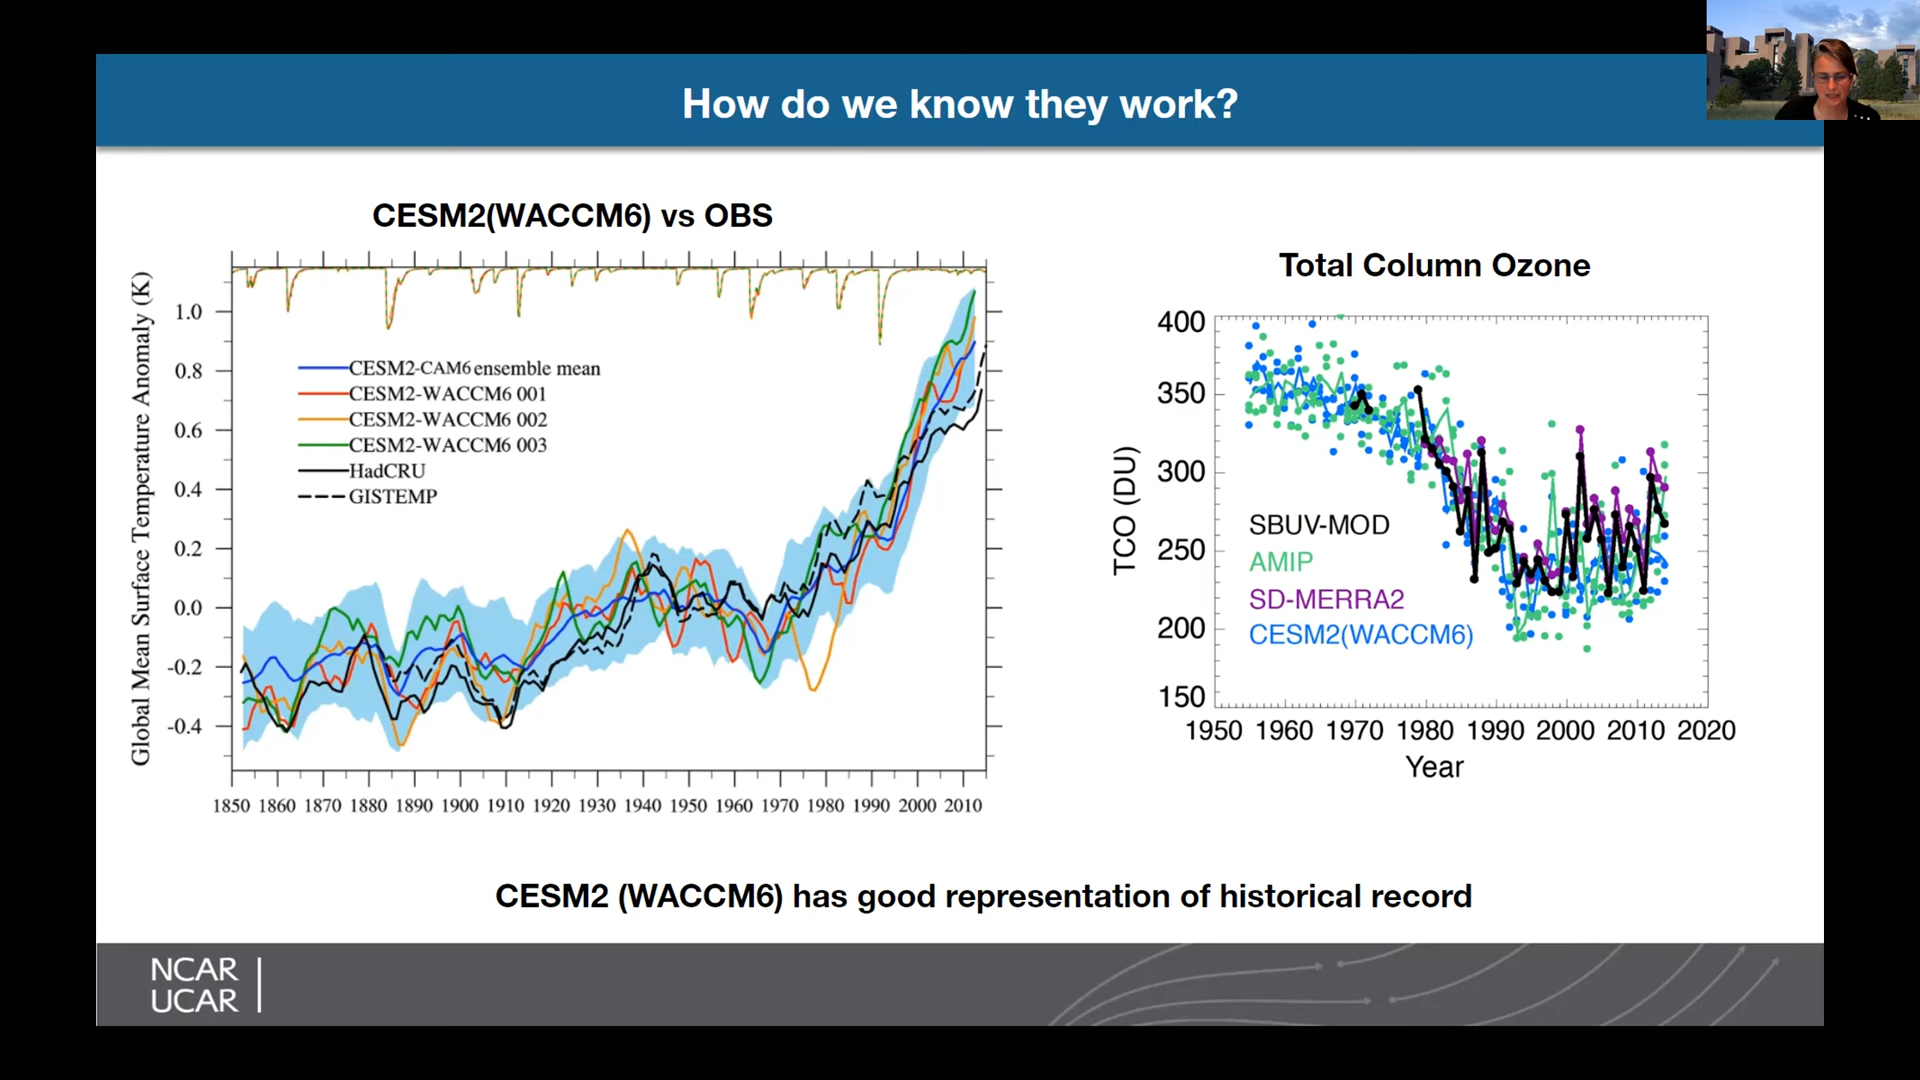 How do we know they work?
CESM2(WACCM6) vs OBS
Global Mean Surface Temperature Anomaly (K)
1.0
0.8
0.6
0.4
0.2
0.0
-0.2
-0.4
CESM2-CAM6 ensemble mean
CESM2-WACCM6 001
CESM2-WACCM6 002
CESM2-WACCM6 003
HadCRU
GISTEMP
1850 1860 1870 1880 1890 1900 1910 1920 1930 1940 1950 1960 1970 1980 1990 2000 2010
Total Column Ozone
TCO (DU)
400
350
300
250
200
150
SBUV-MOD
AMIP
SD-MERRA2
CESM2(WACCM6)
1950 1960 1970 1980 1990 2000 2010 2020
Year
CESM2 (WACCM6) has good representation of historical record
NCAR
UCAR